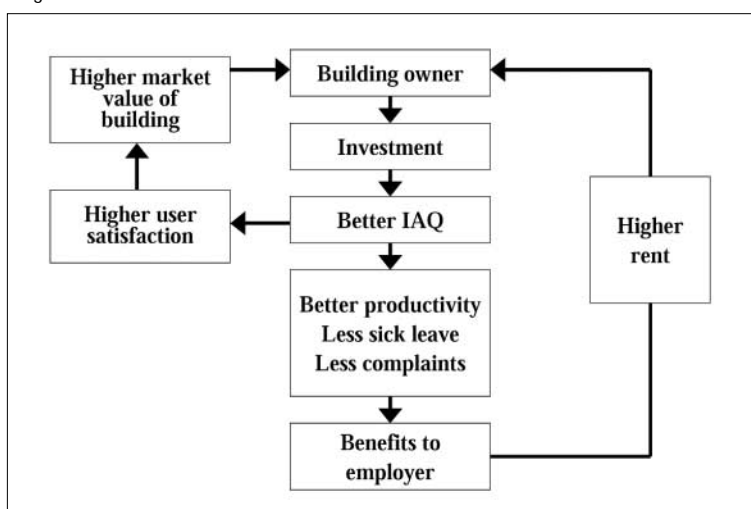 Higher market
value of
building
Building owner
Investment
Higher user
satisfaction
Better IAQ
Higher
rent
Better productivity
Less sick leave
Less complaints
Benefits to
employer